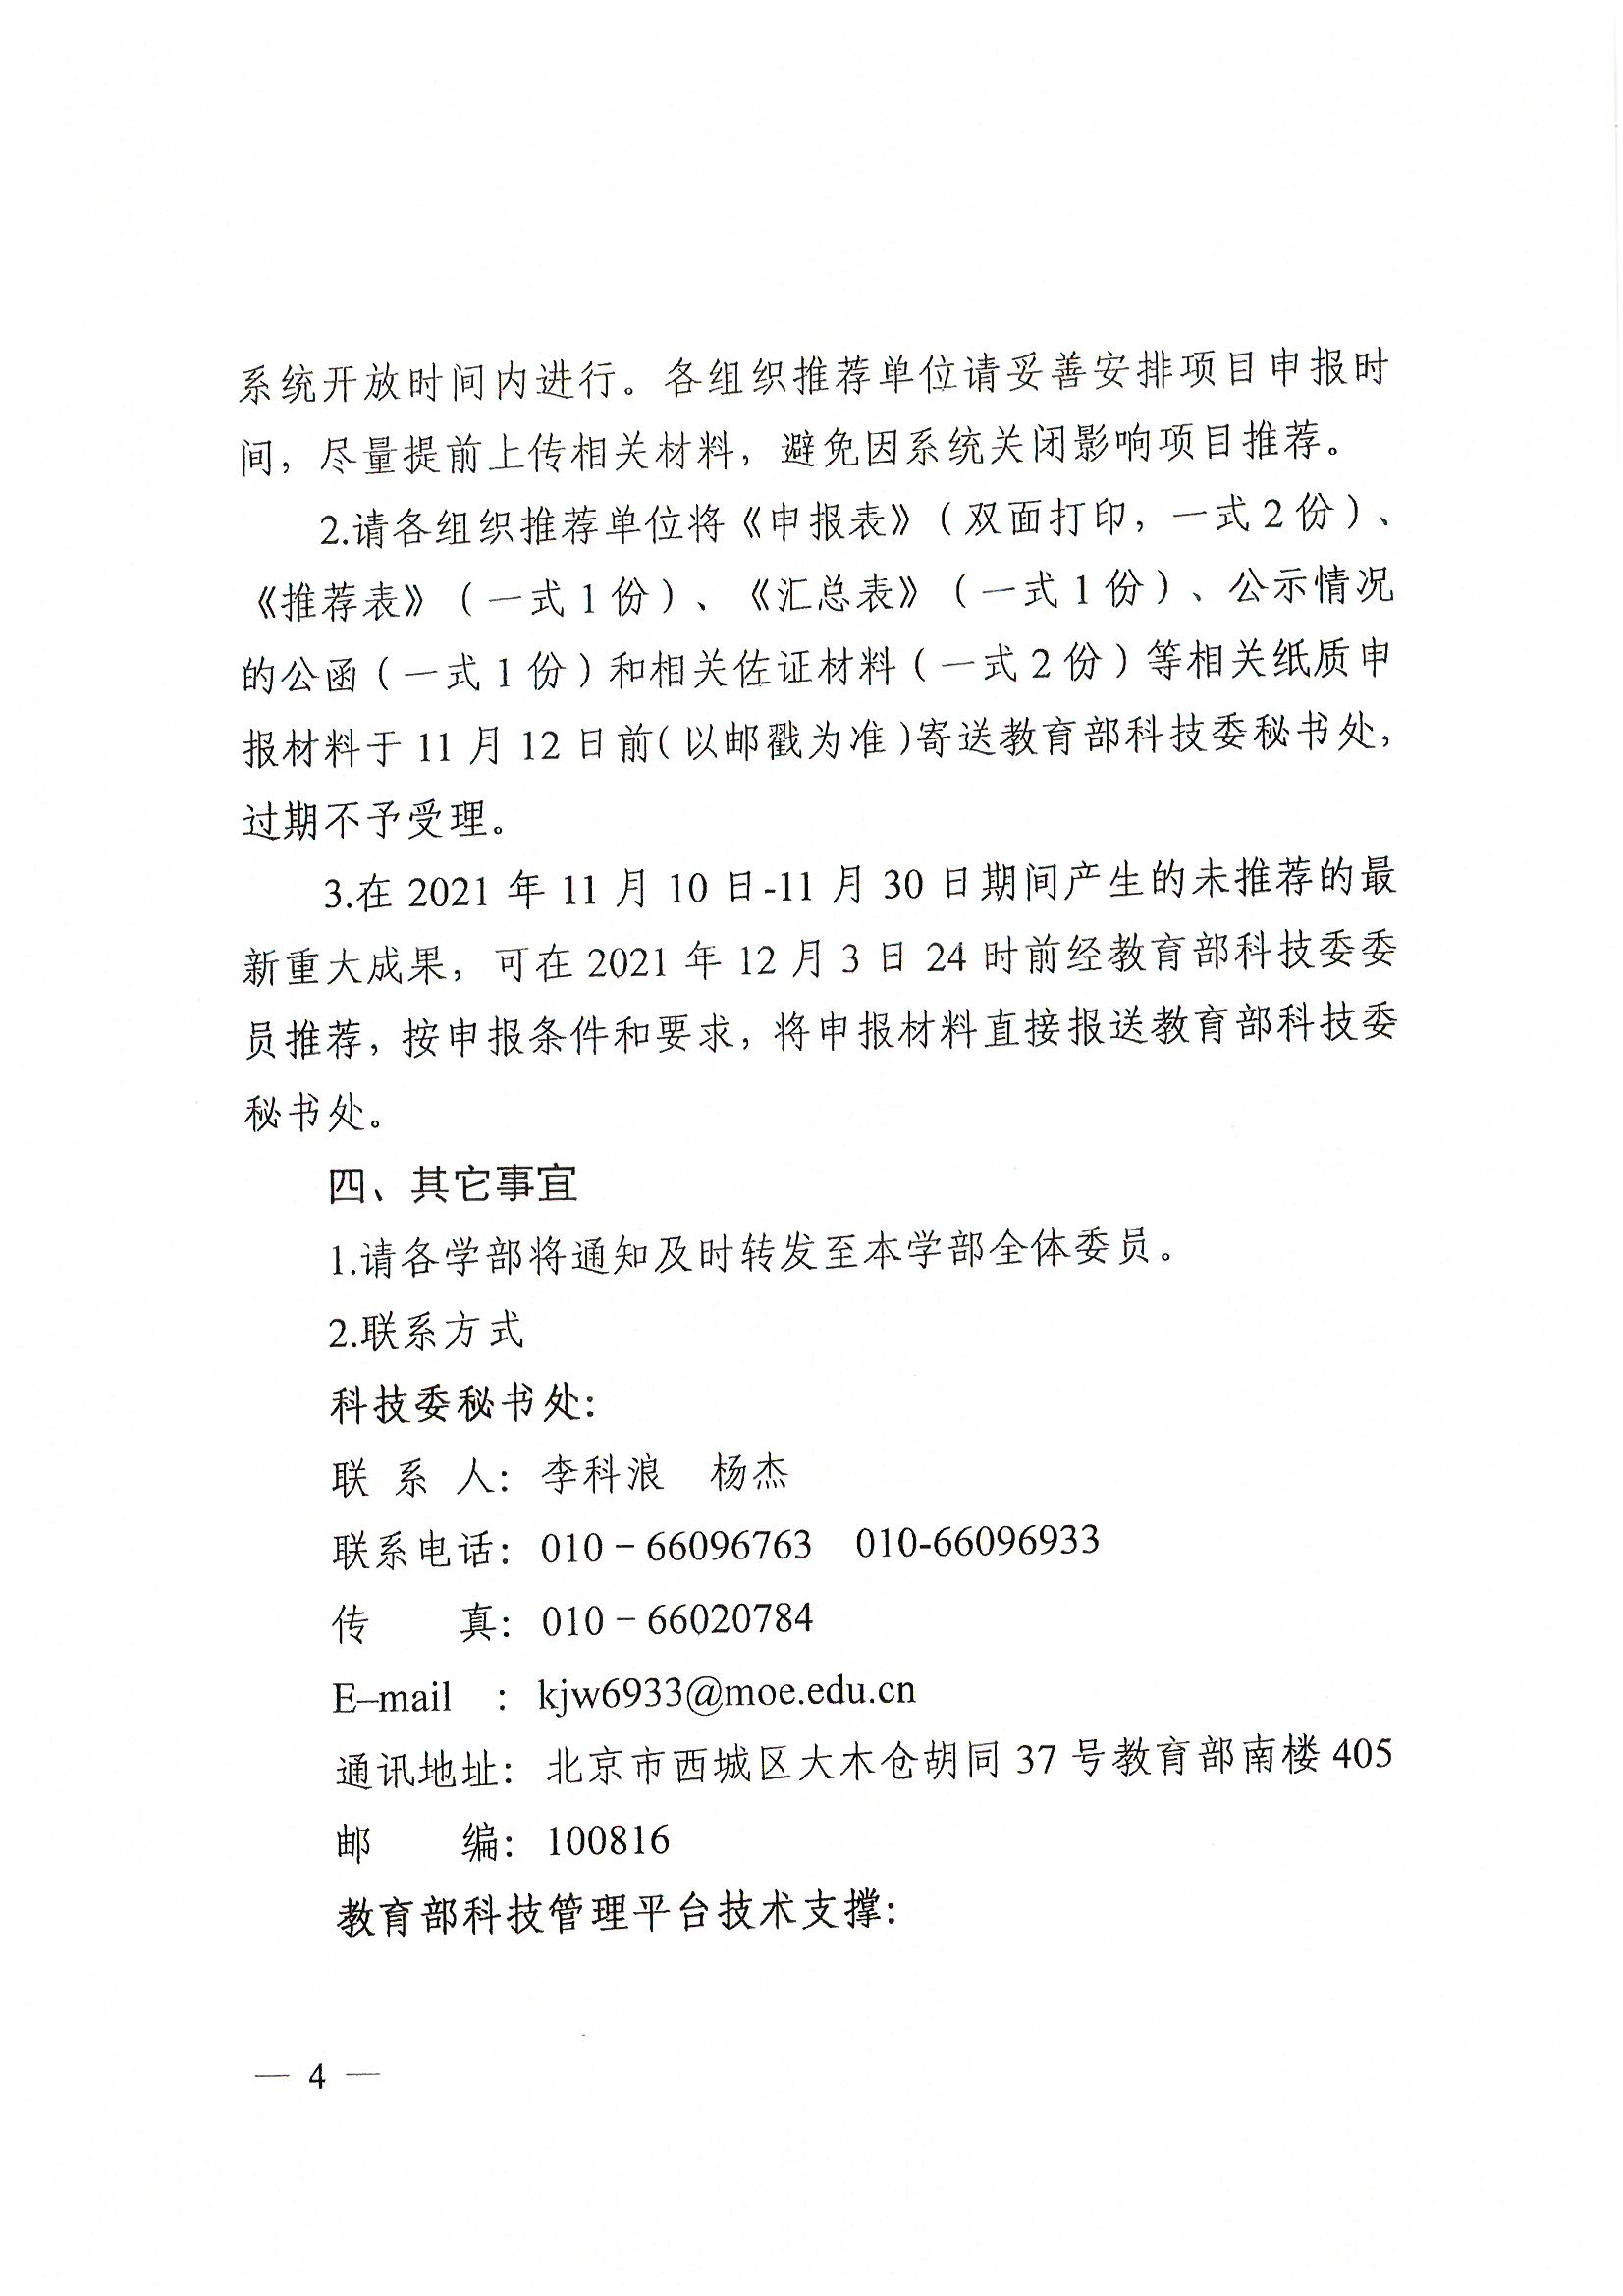 系统开放时间内进行。各组织推荐单位请妥善安排项目申报时
间，尽量提前上传相关材料，避免因系统关闭影响项目推荐。
2.请各组织推荐单位将《申报表》（双面打印，一式2份）、
《推荐表》（一式1份）、《汇总表》（一式1份）、公示情况
的公函（一式1份）和相关佐证材料（一式2份）等相关纸质申
报材料于11月12日前（以邮戳为准）寄送教育部科技委秘书处，
过期不予受理。
3.在2021年11月10日-11月30日期间产生的未推荐的最
新重大成果，可在2021年12月3日24时前经教育部科技委委
员推荐，按申报条件和要求，将申报材料直接报送教育部科技委
秘书处。
四、其它事宜
1.请各学部将通知及时转发至本学部全体委员。
2.联系方式
科技委秘书处：
联 系 人：李科浪 杨杰
联系电话：010－66096763 010-66096933
传 真：010－66020784
E–mail ：kjw6933@moe.edu.cn
通讯地址：北京市西城区大木仓胡同37号教育部南楼405
邮 编：100816
教育部科技管理平台技术支撑：
— 4 —